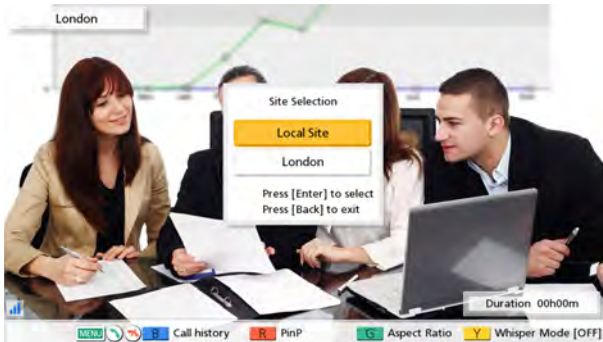 London
Site Selection
Local Site
London
Press [Enter] to select
Press [Back] to exit
Duration 00h00m
MENU B Call history R PinP G Aspect Ratio Y Whisper Mode [OFF]